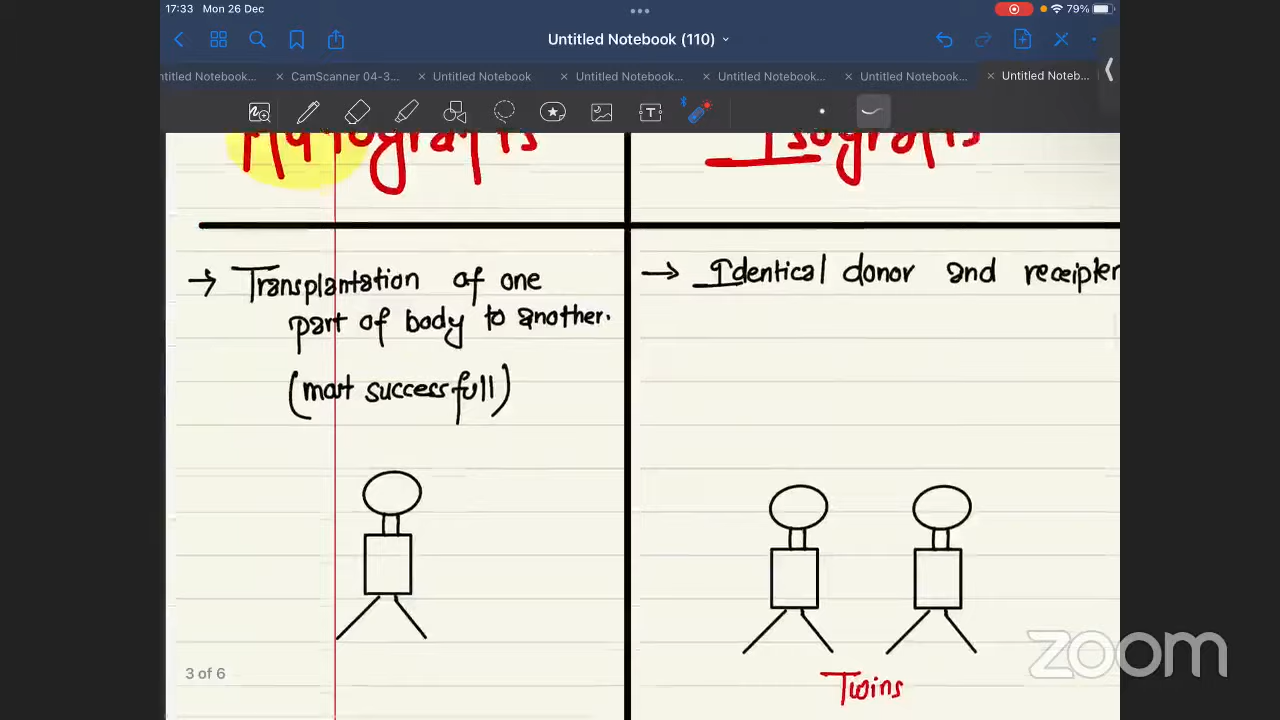 17:33 Mon 26 Dec
79%
Untitled Notebook (110)
ntitled Notebook...
CamScanner 04-3...
Untitled Notebook
Untitled Notebook...
Untitled Notebook...
Untitled Notebook...
Untitled Noteb...
T
Isografts
→ Transplantation of one
part of body to another.
(most successfull)
→ Identical donor and receipien
Twins
3 of 6
zoom